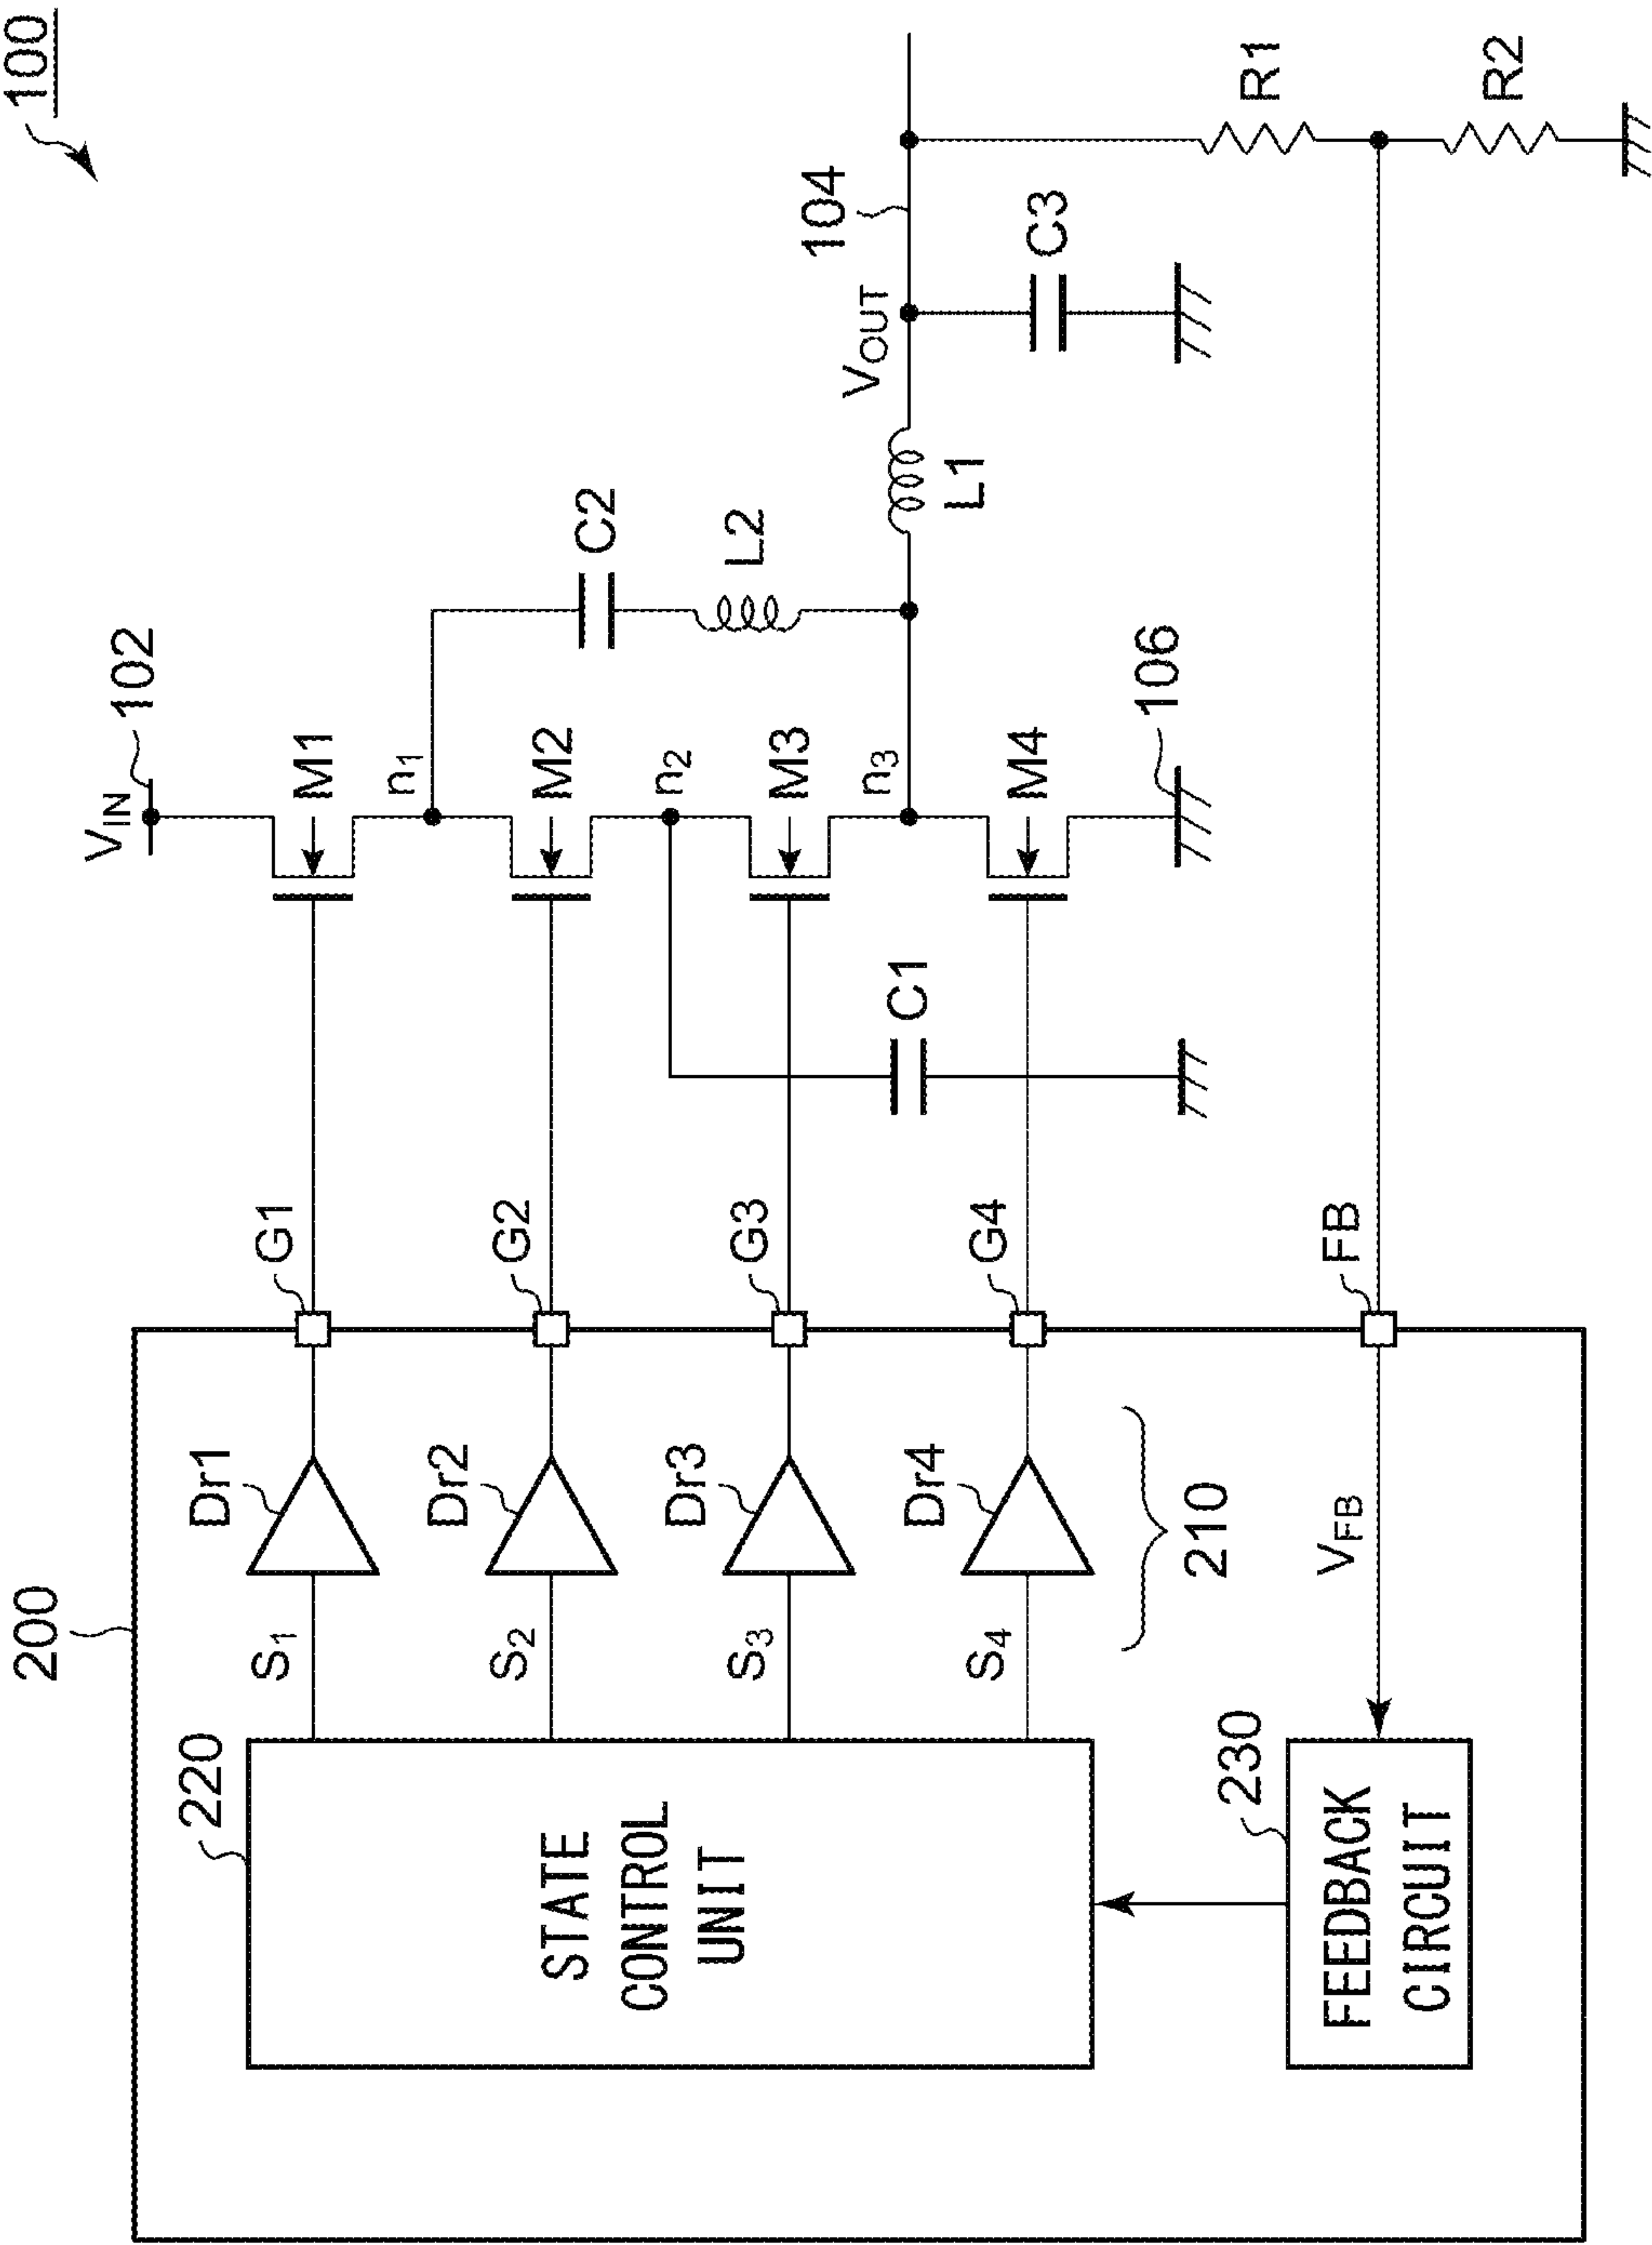 100
200
220
STATE
CONTROL
UNIT
S1
S2
S3
S4
Dr1
Dr2
Dr3
Dr4
210
G1
G2
G3
G4
FB
VFB
230
FEEDBACK
CIRCUIT
VIN
102
M1
n1
M2
n2
M3
n3
M4
106
C1
C2
L2
L1
VOUT
104
C3
R1
R2